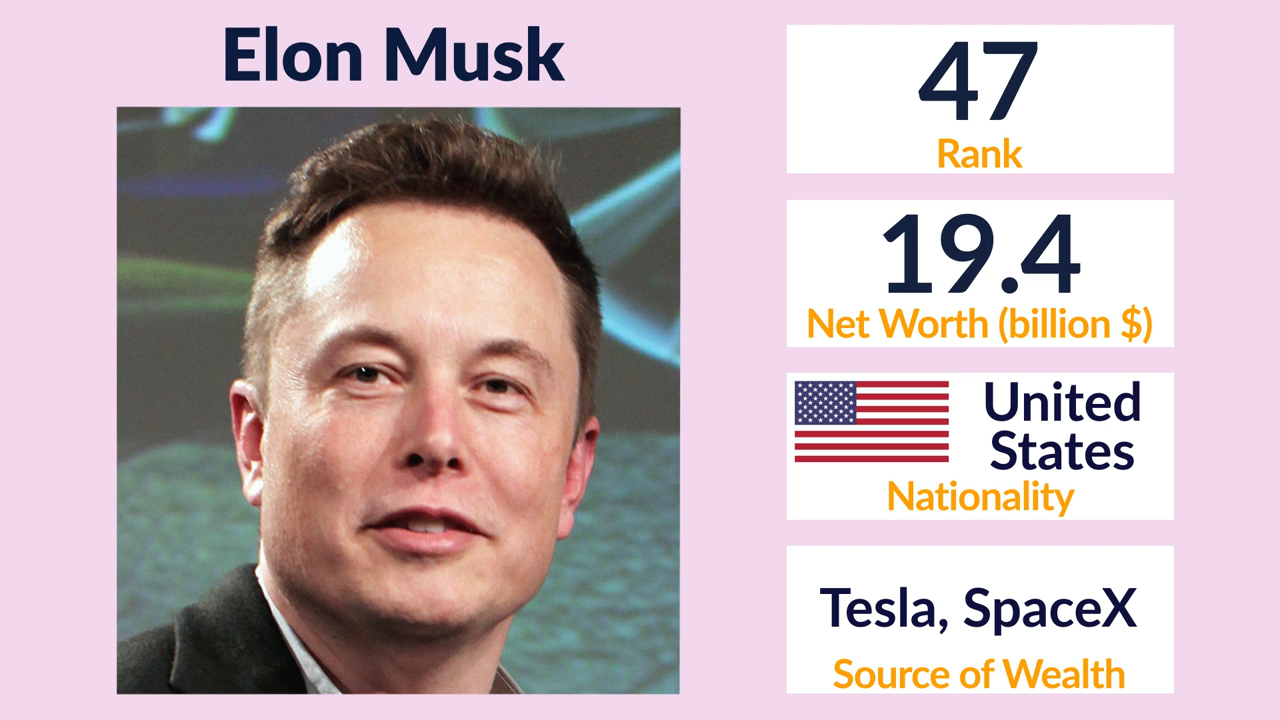 Elon Musk
47
Rank
19.4
Net Worth (billion $)
United
States
Nationality
Tesla, SpaceX
Source of Wealth